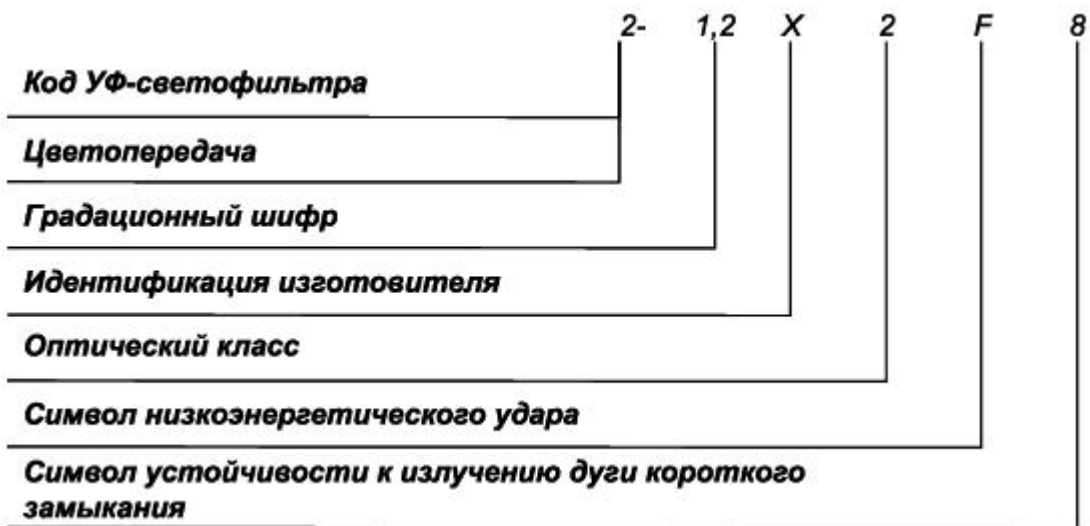 2- 1,2 X 2 F 8
Код УФ-светофильтра
Цветопередача
Градационный шифр
Идентификация изготовителя
Оптический класс
Символ низкоэнергетического удара
Символ устойчивости к излучению дуги короткого
замыкания